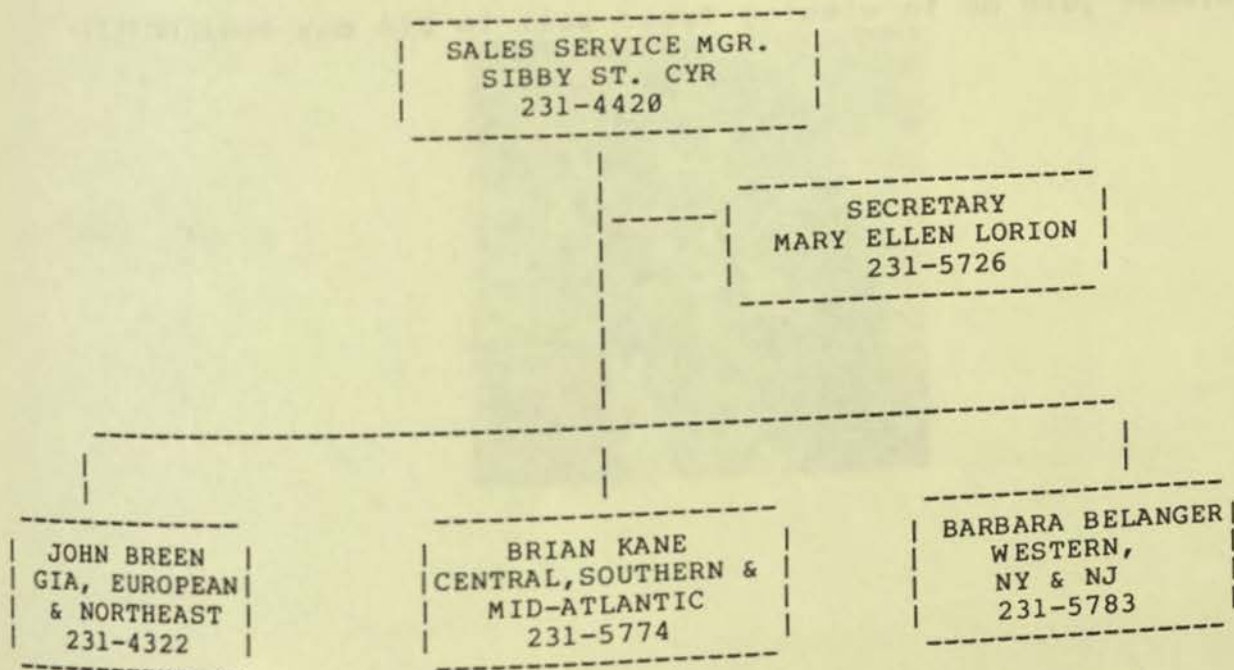 SALES SERVICE MGR.
SIBBY ST. CYR
231-4420
SECRETARY
MARY ELLEN LORION
231-5726
JOHN BREEN
GIA, EUROPEAN
& NORTHEAST
231-4322
BRIAN KANE
CENTRAL,SOUTHERN &
MID-ATLANTIC
231-5774
BARBARA BELANGER
WESTERN,
NY & NJ
231-5783